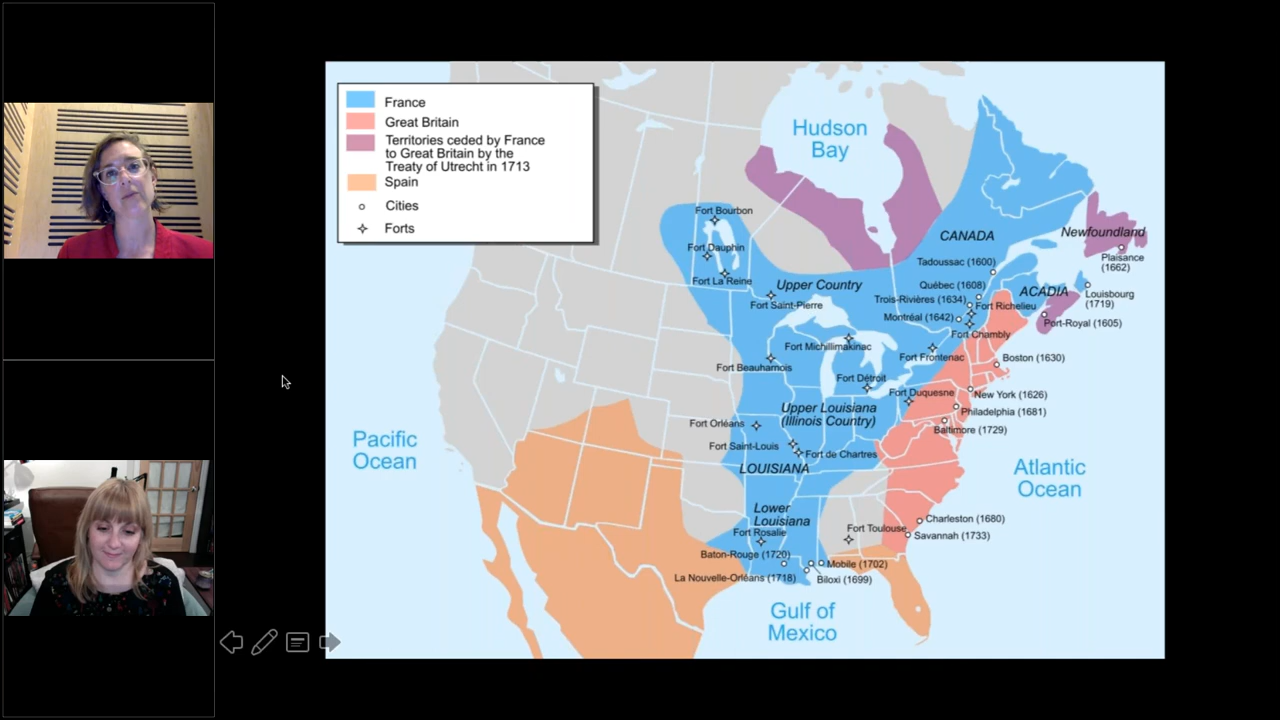 France
Great Britain
Territories ceded by France
to Great Britain by the
Treaty of Utrecht in 1713
Spain
Cities
Forts
Hudson
Bay
Fort Bourbon
Fort Dauphin
Fort La Reine
CANADA
Newfoundland
Plaisance
(1662)
Tadoussac (1600)
Upper Country
Québec (1608)
ACADIA
Louisbourg
(1719)
Fort Saint-Pierre
Trois-Rivières (1634)
Fort Richelieu
Montréal (1642)
Port-Royal (1605)
Fort Chambly
Fort Michillimakinac
Fort Frontenac
Boston (1630)
Fort Beauharnois
Fort Détroit
Fort Duquesne
New York (1626)
Upper Louisiana
(Illinois Country)
Philadelphia (1681)
Fort Orléans
Baltimore (1729)
Pacific
Ocean
Fort Saint-Louis
Fort de Chartres
LOUISIANA
Atlantic
Ocean
Lower
Louisiana
Charleston (1680)
Fort Rosalie
Fort Toulouse
Savannah (1733)
Baton-Rouge (1720)
Mobile (1702)
La Nouvelle-Orléans (1718)
Biloxi (1699)
Gulf of
Mexico